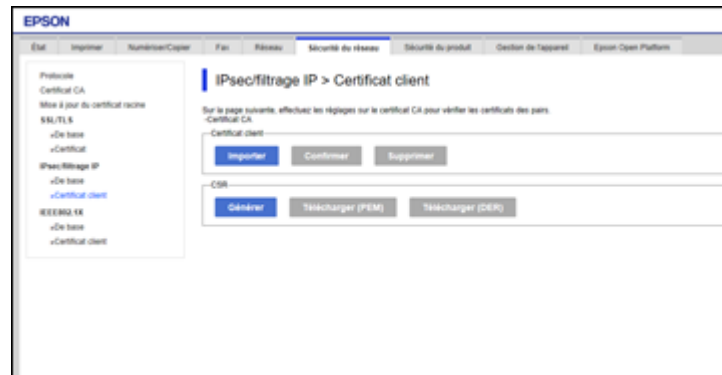 EPSON
État Imprimer Numériser/Copier Fax Réseau Sécurité du réseau Sécurité du produit Gestion de l'appareil Epson Open Platform
Protocole
Certificat CA
Mise à jour du certificat racine
SSL/TLS
»De base
»Certificat
IPsec/filtrage IP
»De base
»Certificat client
IEEE802.1X
»De base
»Certificat client
IPsec/filtrage IP > Certificat client
Sur la page suivante, effectuez les réglages sur le certificat CA pour vérifier les certificats des pairs.
-Certificat CA
Certificat client
Importer Confirmer Supprimer
CSR
Générer Télécharger (PEM) Télécharger (DER)